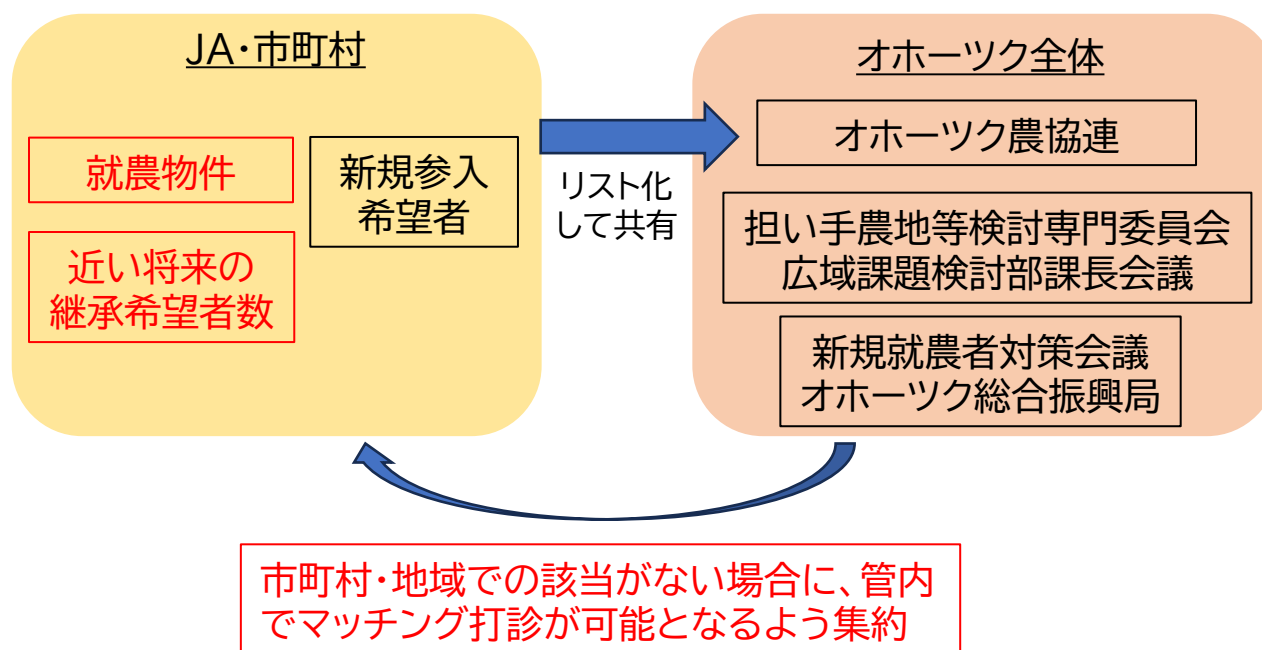 JA・市町村
就農物件
近い将来の
継承希望者数
新規参入
希望者
リスト化
して共有
オホーツク全体
オホーツク農協連
担い手農地等検討専門委員会
広域課題検討部課長会議
新規就農者対策会議
オホーツク総合振興局
市町村・地域での該当がない場合に、管内
でマッチング打診が可能となるよう集約